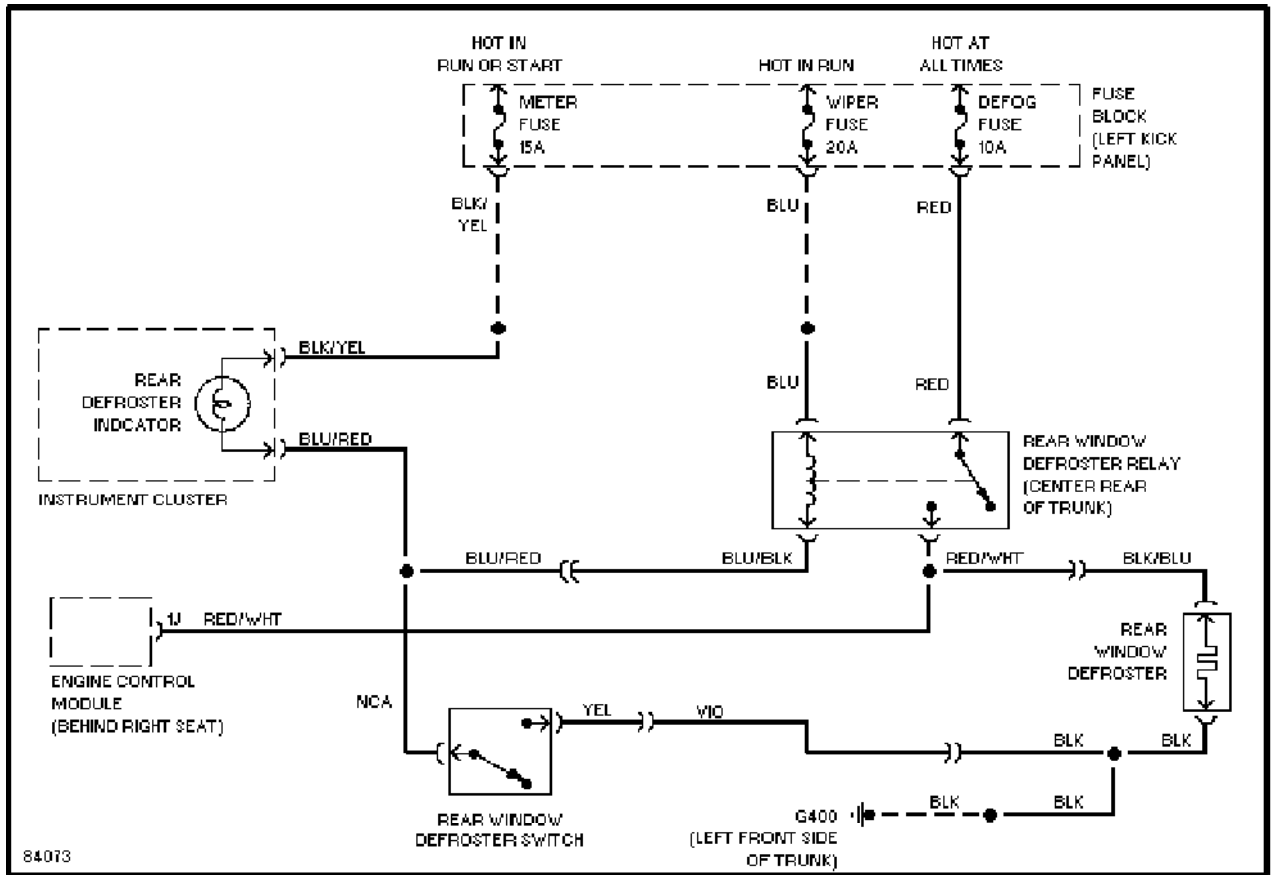 HOT IN
RUN OR START
HOT IN RUN
HOT AT
ALL TIMES
METER
FUSE
15A
WIPER
FUSE
20A
DEFOG
FUSE
10A
FUSE
BLOCK
(LEFT KICK
PANEL)
BLK/
YEL
BLU
RED
BLK/YEL
REAR
DEFROSTER
INDCATOR
BLU/RED
INSTRUMENT CLUSTER
BLU
RED
REAR WINDOW
DEFROSTER RELAY
(CENTER REAR
OF TRUNK)
BLU/RED
BLU/BLK
RED/WHT
BLK/BLU
1J
RED/WHT
ENGINE CONTROL
MODULE
(BEHIND RIGHT SEAT)
REAR
WINDOW
DEFROSTER
NCA
YEL
VIO
BLK
BLK
REAR WINDOW
DEFROSTER SWITCH
G400
(LEFT FRONT SIDE
OF TRUNK)
BLK
BLK
84073